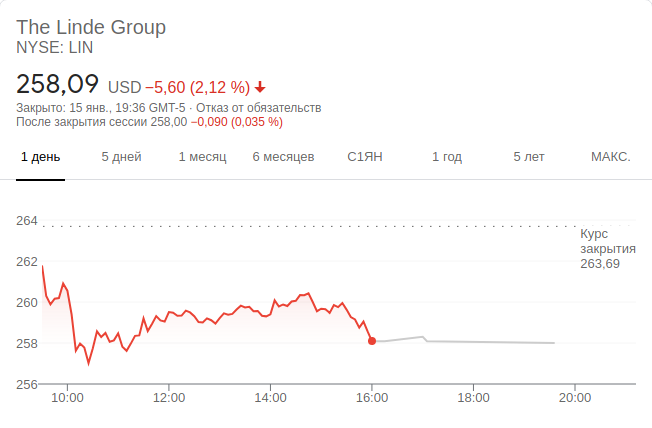 The Linde Group
NYSE: LIN
258,09 USD −5,60 (2,12 %)
Закрыто: 15 янв., 19:36 GMT-5 · Отказ от обязательств
После закрытия сессии 258,00 −0,090 (0,035 %)
1 день 5 дней 1 месяц 6 месяцев С1ЯН 1 год 5 лет МАКС.
264
Курс
закрытия
263,69
262
260
258
256
10:00 12:00 14:00 16:00 18:00 20:00